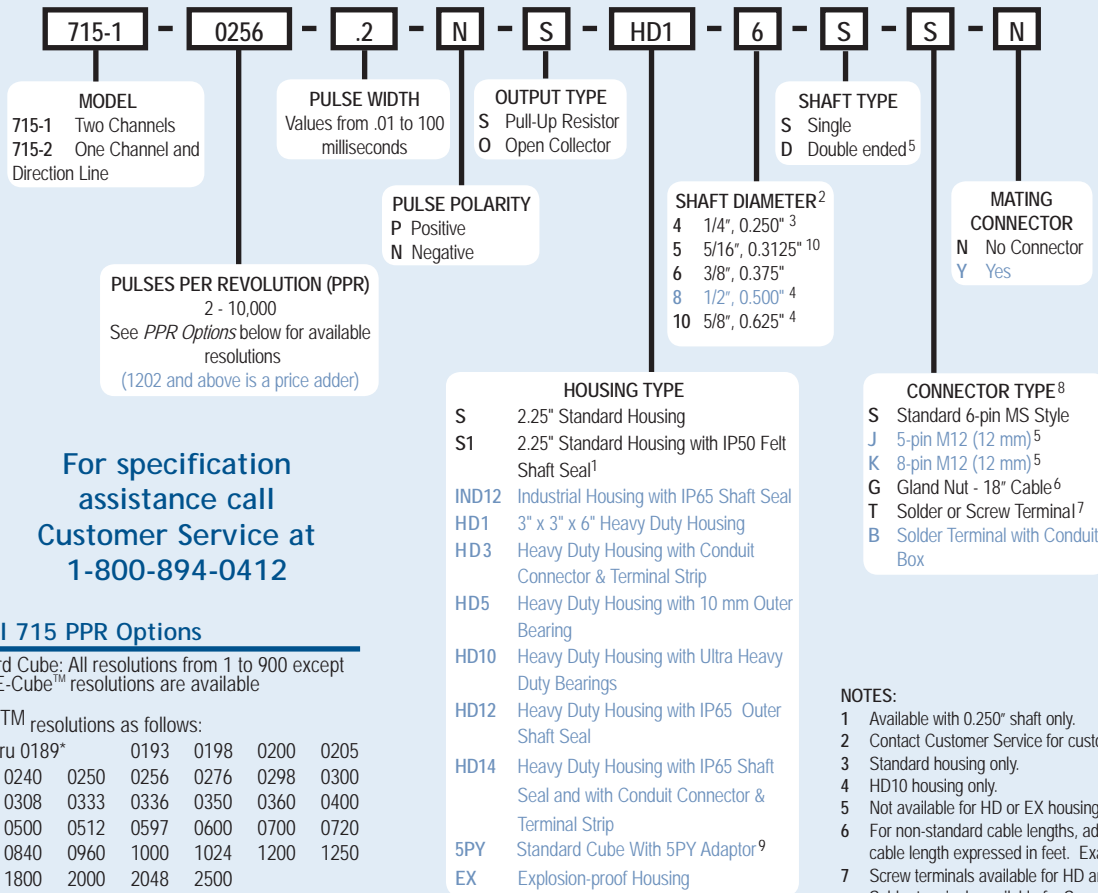 715-1 - 0256 - .2 - N - S - HD1 - 6 - S - S - N
MODEL
715-1 Two Channels
715-2 One Channel and
Direction Line
PULSE WIDTH
Values from .01 to 100
milliseconds
OUTPUT TYPE
S Pull-Up Resistor
O Open Collector
SHAFT TYPE
S Single
D Double ended5
PULSE POLARITY
P Positive
N Negative
SHAFT DIAMETER2
4 1/4", 0.250" 3
5 5/16", 0.3125" 10
6 3/8", 0.375"
8 1/2", 0.500" 4
10 5/8", 0.625" 4
MATING
CONNECTOR
N No Connector
Y Yes
PULSES PER REVOLUTION (PPR)
2 - 10,000
See PPR Options below for available
resolutions
(1202 and above is a price adder)
HOUSING TYPE
S 2.25" Standard Housing
S1 2.25" Standard Housing with IP50 Felt
Shaft Seal1
IND12 Industrial Housing with IP65 Shaft Seal
HD1 3" x 3" x 6" Heavy Duty Housing
HD3 Heavy Duty Housing with Conduit
Connector & Terminal Strip
HD5 Heavy Duty Housing with 10 mm Outer
Bearing
HD10 Heavy Duty Housing with Ultra Heavy
Duty Bearings
HD12 Heavy Duty Housing with IP65 Outer
Shaft Seal
HD14 Heavy Duty Housing with IP65 Shaft
Seal and with Conduit Connector &
Terminal Strip
5PY Standard Cube With 5PY Adaptor9
EX Explosion-proof Housing
CONNECTOR TYPE8
S Standard 6-pin MS Style
J 5-pin M12 (12 mm)5
K 8-pin M12 (12 mm)5
G Gland Nut - 18" Cable6
T Solder or Screw Terminal7
B Solder Terminal with Conduit
Box
For specification
assistance call
Customer Service at
1-800-894-0412
715 PPR Options
Cube: All resolutions from 1 to 900 except
E-Cube™ resolutions are available
TM resolutions as follows:
0189* 0193 0198 0200 0205
0240 0250 0256 0276 0298 0300
0308 0333 0336 0350 0360 0400
0500 0512 0597 0600 0700 0720
0840 0960 1000 1024 1200 1250
1800 2000 2048 2500
NOTES:
1 Available with 0.250" shaft only.
2 Contact Customer Service for
3 Standard housing only.
4 HD10 housing only.
5 Not available for HD or EX housing
6 For non-standard cable lengths,
cable length expressed in feet.
7 Screw terminals available for HD